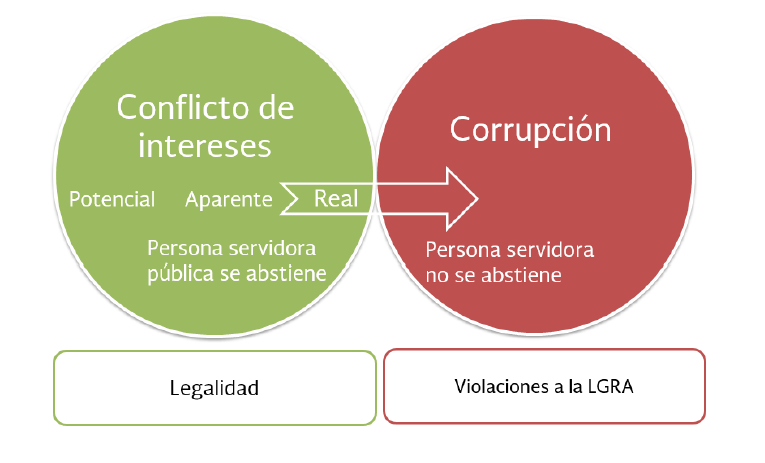 Conflicto de
intereses
Potencial
Aparente
Real
Persona servidora
pública se abstiene
Corrupción
Persona servidora
no se abstiene
Legalidad
Violaciones a la LGRA